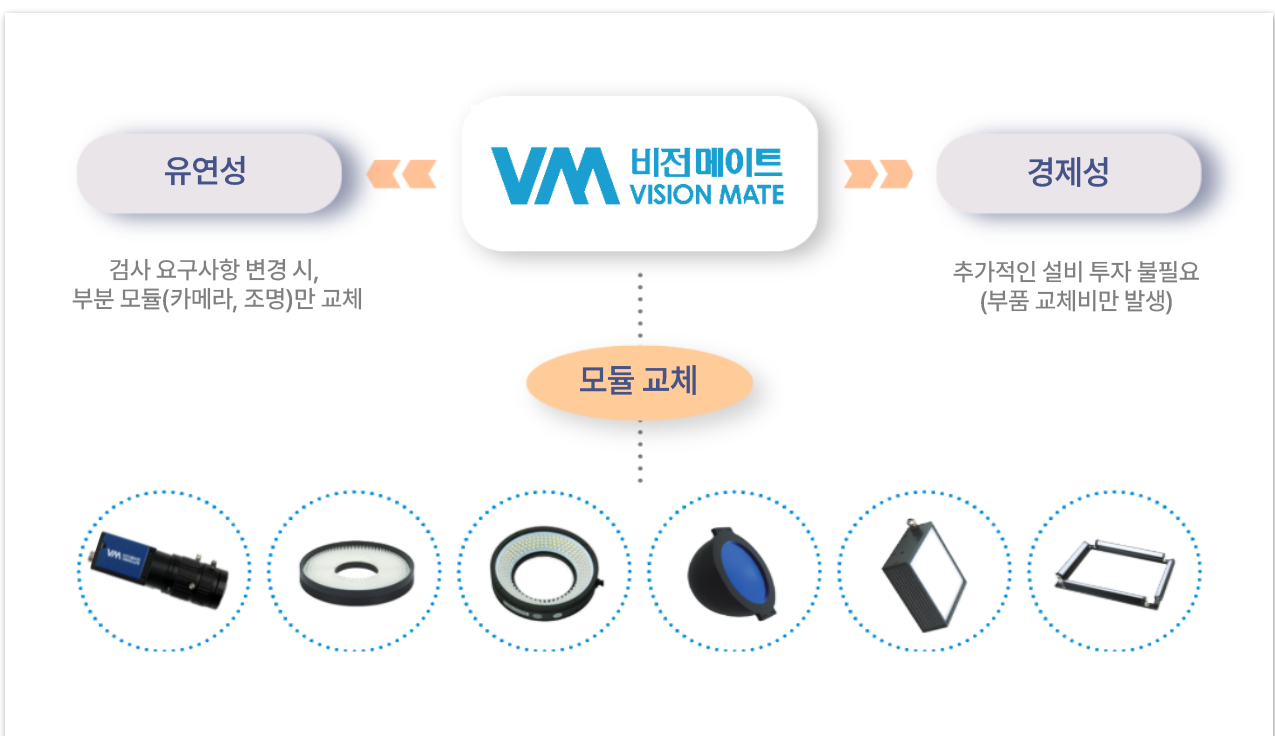 유연성
검사 요구사항 변경 시,
부분 모듈(카메라, 조명)만 교체
VM 비전메이트
VISION MATE
경제성
추가적인 설비 투자 불필요
(부품 교체비만 발생)
모듈 교체
VM